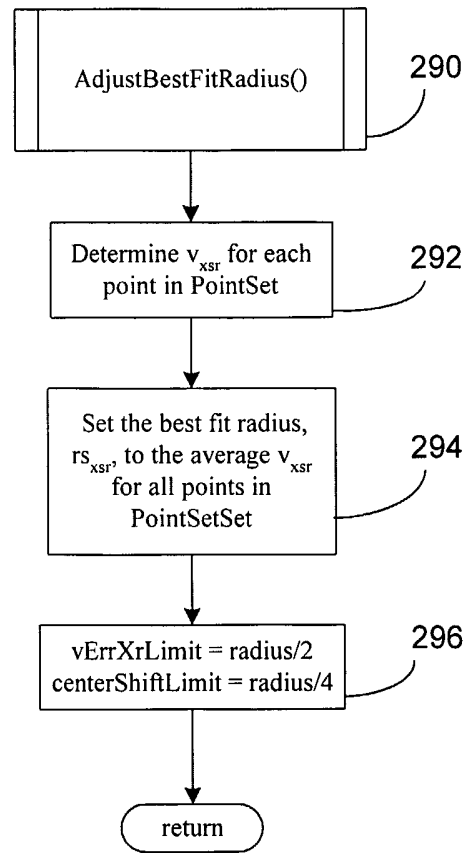 AdjustBestFitRadius()
290
Determine v_xsr for each
point in PointSet
292
Set the best fit radius,
rs_xsr, to the average v_xsr
for all points in
PointSetSet
294
vErrXrLimit = radius/2
centerShiftLimit = radius/4
296
return